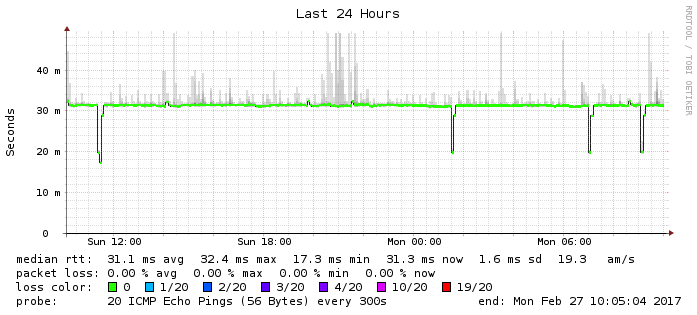 Last 24 Hours
RRDTOOL / TOBI OETIKER
Seconds
40 m
30 m
20 m
10 m
0
Sun 12:00 Sun 18:00 Mon 00:00 Mon 06:00
median rtt: 31.1 ms avg 32.4 ms max 17.3 ms min 31.3 ms now 1.6 ms sd 19.3 am/s
packet loss: 0.00 % avg 0.00 % max 0.00 % min 0.00 % now
loss color: 0 1/20 2/20 3/20 4/20 10/20 19/20
probe: 20 ICMP Echo Pings (56 Bytes) every 300s end: Mon Feb 27 10:05:04 2017